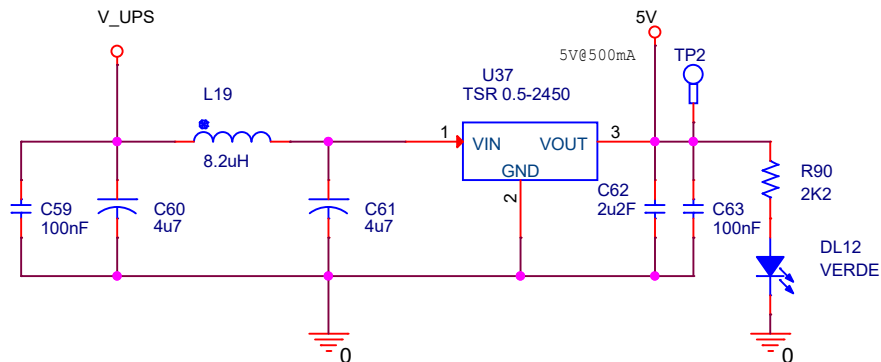 V_UPS
5V
5V@500mA
TP2
U37
TSR 0.5-2450
L19
8.2uH
1
VIN
VOUT
3
GND
2
C59
100nF
C60
4u7
C61
4u7
C62
2u2F
C63
100nF
R90
2K2
DL12
VERDE
0
0